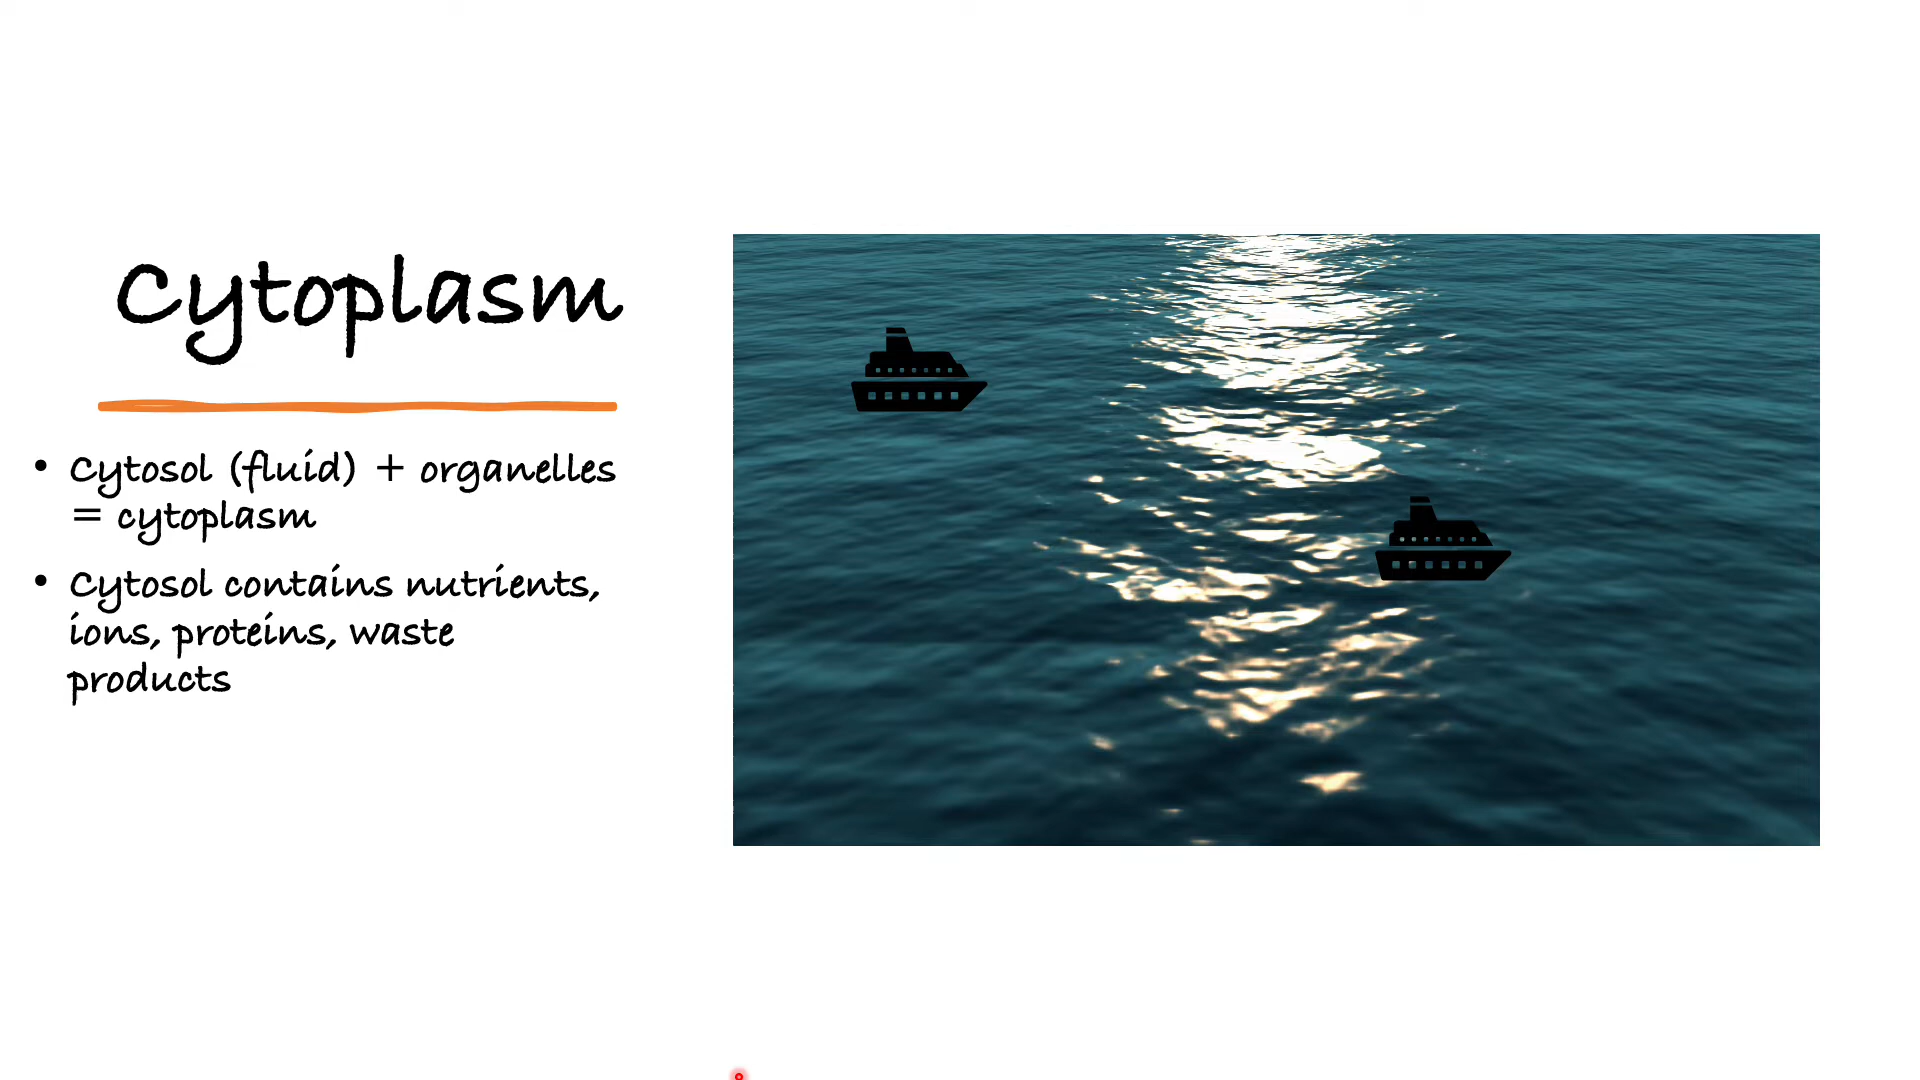 Cytoplasm
• Cytosol (fluid) + organelles
= cytoplasm
• Cytosol contains nutrients,
ions, proteins, waste
products